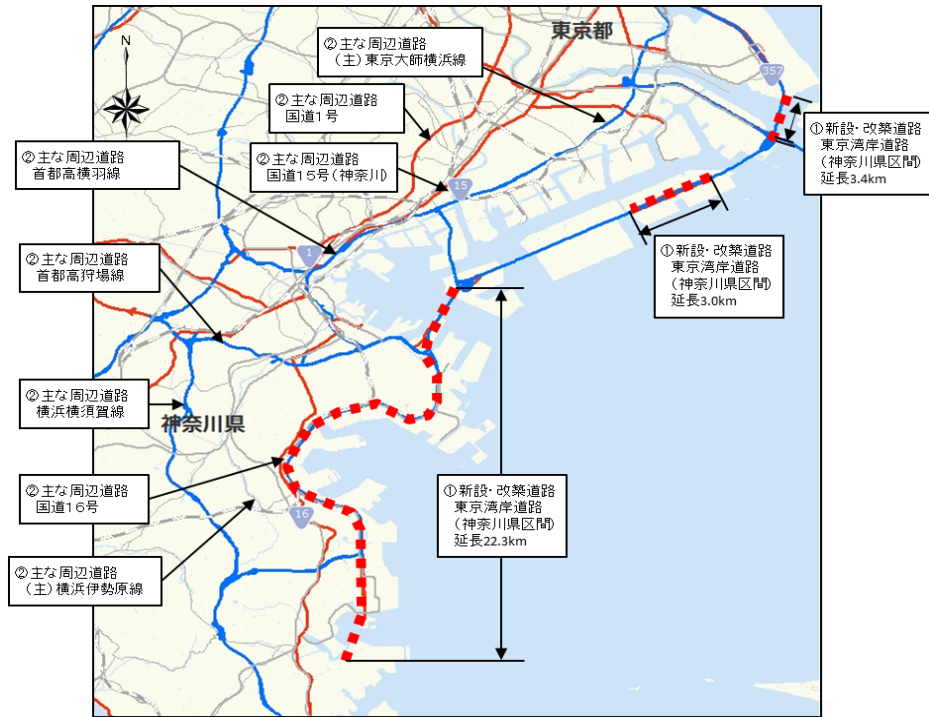 N
東京都
②主な周辺道路
(主)東京大師横浜線
②主な周辺道路
国道1号
②主な周辺道路
国道15号(神奈川)
②主な周辺道路
首都高横羽線
②主な周辺道路
首都高狩場線
②主な周辺道路
横浜横須賀線
神奈川県
②主な周辺道路
国道16号
②主な周辺道路
(主)横浜伊勢原線
357
15
1
16
①新設・改築道路
東京湾岸道路
(神奈川県区間)
延長3.4km
①新設・改築道路
東京湾岸道路
(神奈川県区間)
延長3.0km
①新設・改築道路
東京湾岸道路
(神奈川県区間)
延長22.3km